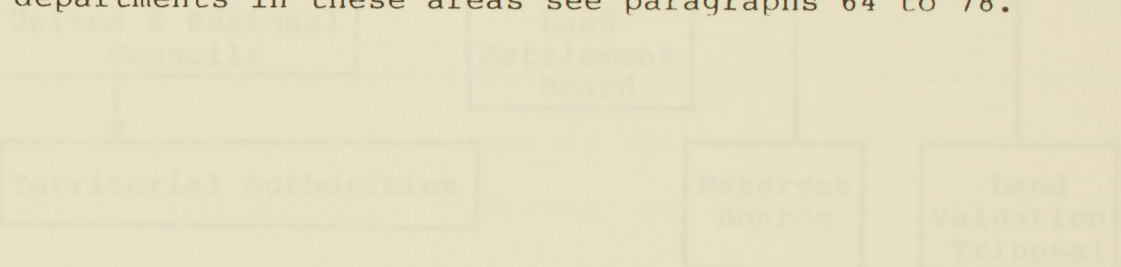 departments in these areas see paragraphs 64 to 78.
United & Regional
Councils
Land
Settlement
Board
Territorial Authorities
Reserves
Boards
Land
Valuation
Tribunal